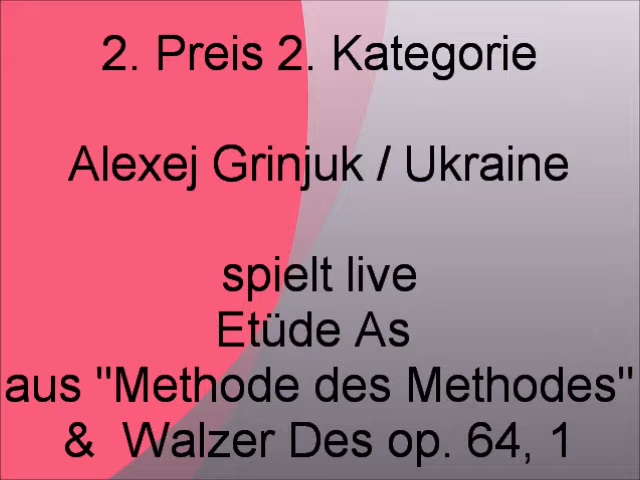 2. Preis 2. Kategorie
Alexej Grinjuk / Ukraine
spielt live
Etüde As
aus "Methode des Methodes"
& Walzer Des op. 64, 1